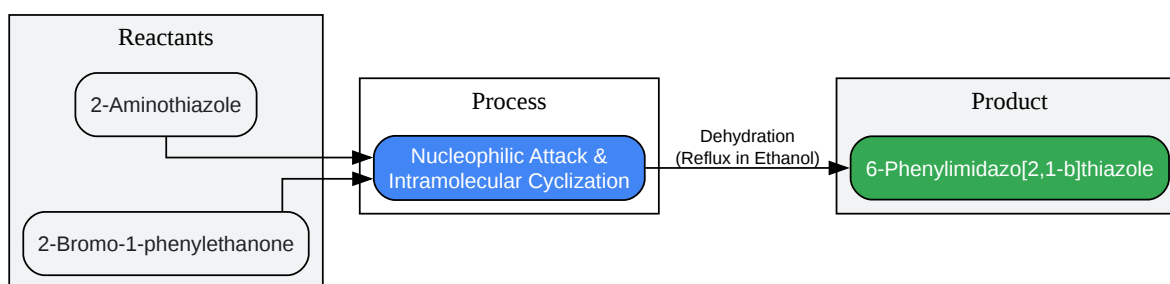 Reactants
2-Aminothiazole
2-Bromo-1-phenylethanone
Process
Nucleophilic Attack &
Intramolecular Cyclization
Dehydration
(Reflux in Ethanol)
Product
6-Phenylimidazo[2,1-b]thiazole